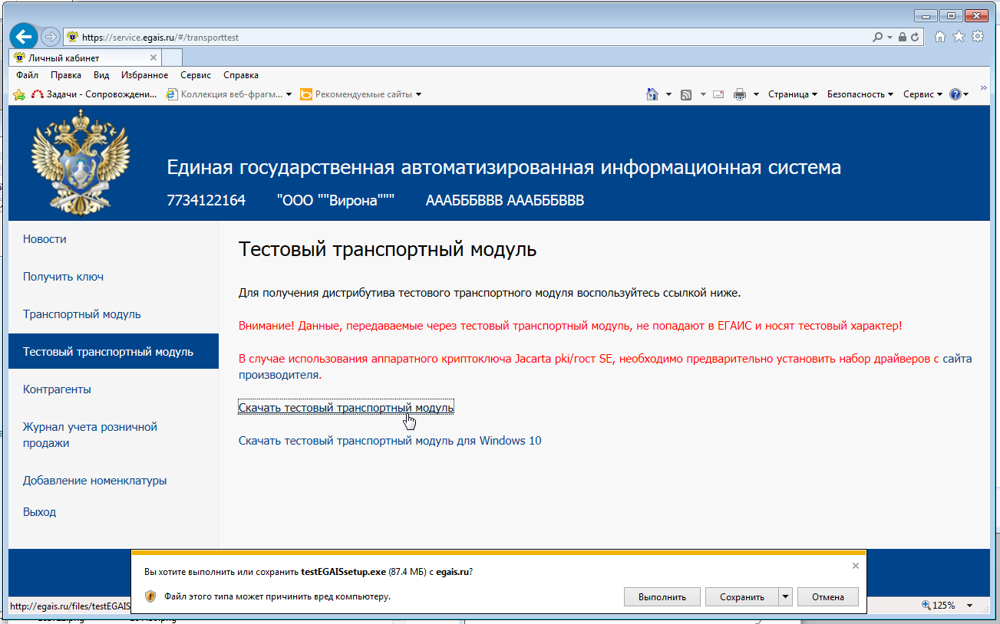 https://service.egais.ru/#/transporttest
Личный кабинет
Файл Правка Вид Избранное Сервис Справка
Задачи - Сопровождени... Коллекция веб-фрагм... Рекомендуемые сайты Страница Безопасность Сервис
Единая государственная автоматизированная информационная система
7734122164 "ООО ""Вирона""" АААБББВВВ АААБББВВВ
Новости
Получить ключ
Транспортный модуль
Тестовый транспортный модуль
Контрагенты
Журнал учета розничной
продажи
Добавление номенклатуры
Выход
Тестовый транспортный модуль
Для получения дистрибутива тестового транспортного модуля воспользуйтесь ссылкой ниже.
Внимание! Данные, передаваемые через тестовый транспортный модуль, не попадают в ЕГАИС и носят тестовый характер!
В случае использования аппаратного криптоключа Jacarta pki/гост SE, необходимо предварительно установить набор драйверов с сайта
производителя.
Скачать тестовый транспортный модуль
Скачать тестовый транспортный модуль для Windows 10
Вы хотите выполнить или сохранить testEGAISsetup.exe (87.4 МБ) с egais.ru?
Файл этого типа может причинить вред компьютеру.
Выполнить Сохранить Отмена
http://egais.ru/files/testEGAIS
125%